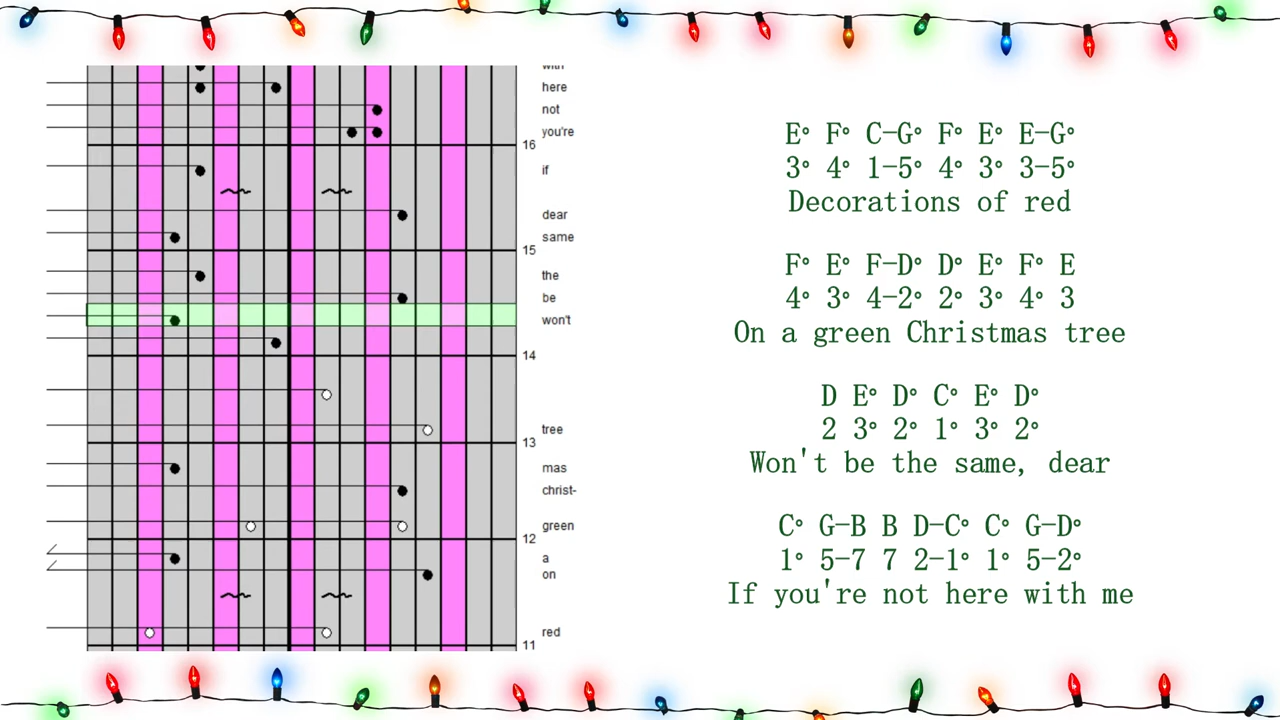 with
here
not
you're
16
if
dear
same
15
the
be
won't
14
tree
13
mas
christ-
green
12
a
on
red
11
E° F° C-G° F° E° E-G°
3° 4° 1-5° 4° 3° 3-5°
Decorations of red
F° E° F-D° D° E° F° E
4° 3° 4-2° 2° 3° 4° 3
On a green Christmas tree
D E° D° C° E° D°
2 3° 2° 1° 3° 2°
Won't be the same, dear
C° G-B B D-C° C° G-D°
1° 5-7 7 2-1° 1° 5-2°
If you're not here with me